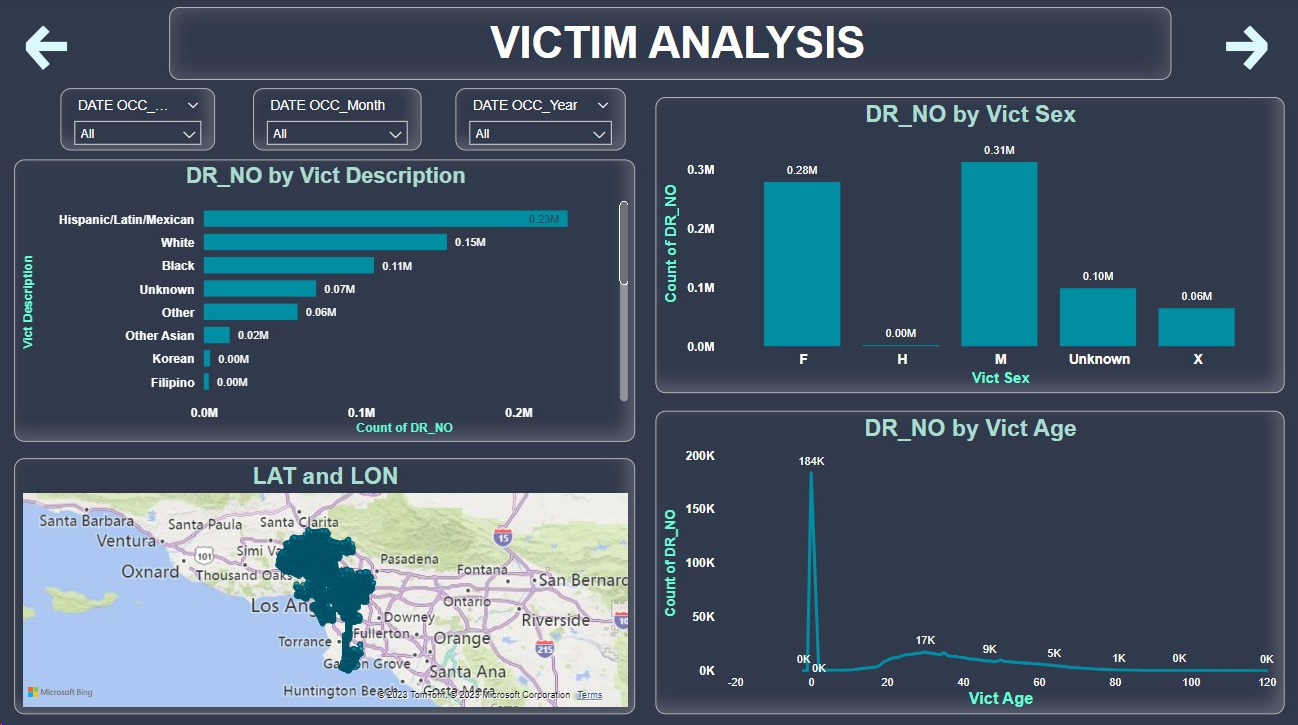 VICTIM ANALYSIS
DATE OCC_...
All
DATE OCC_Month
All
DATE OCC_Year
All
DR_NO by Vict Description
Vict Description
Hispanic/Latin/Mexican 0.23M
White 0.15M
Black 0.11M
Unknown 0.07M
Other 0.06M
Other Asian 0.02M
Korean 0.00M
Filipino 0.00M
0.0M 0.1M 0.2M
Count of DR_NO
DR_NO by Vict Sex
Count of DR_NO
0.3M
0.2M
0.1M
0.0M
0.28M 0.00M 0.31M 0.10M 0.06M
F H M Unknown X
Vict Sex
LAT and LON
Santa Barbara
Santa Paula
Santa Clarita
Ventura
101
Simi Va
15
Oxnard
Thousand Oaks
Pasadena
Fontana
San Bernard
Los Ang
Ontario
Downey
Riverside
10
Torrance
Fullerton
Orange
215
Garden Grove
Santa Ana
Huntington Beach
Costa Mesa
Microsoft Bing
© 2023 TomTom, © 2023 Microsoft Corporation Terms
DR_NO by Vict Age
Count of DR_NO
200K
150K
100K
50K
0K
184K
0K 0K 17K 9K 5K 1K 0K 0K
-20 0 20 40 60 80 100 120
Vict Age